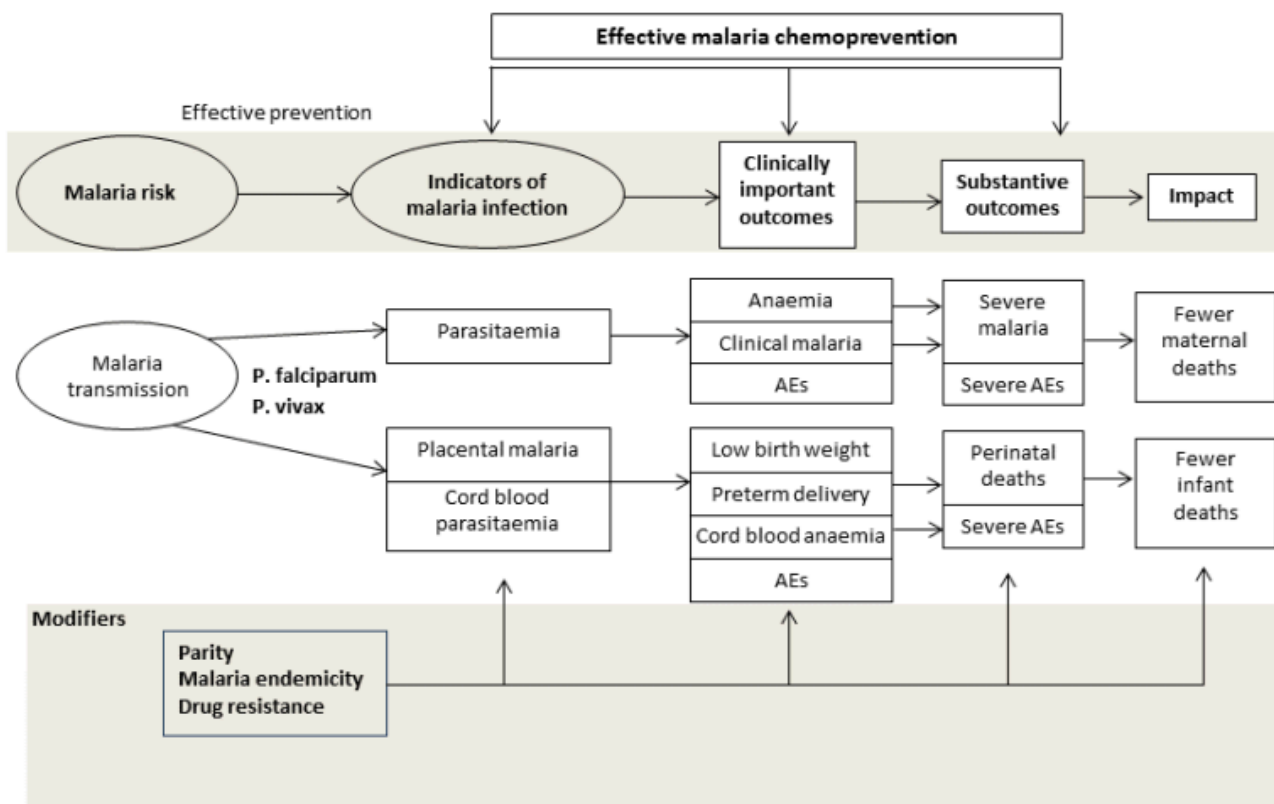 Effective malaria chemoprevention
Effective prevention
Malaria risk
Indicators of
malaria infection
Clinically
important
outcomes
Substantive
outcomes
Impact
Malaria
transmission
P. falciparum
P. vivax
Parasitaemia
Anaemia
Clinical malaria
AEs
Severe
malaria
Severe AEs
Fewer
maternal
deaths
Placental malaria
Cord blood
parasitaemia
Low birth weight
Preterm delivery
Cord blood anaemia
AEs
Perinatal
deaths
Severe AEs
Fewer
infant
deaths
Modifiers
Parity
Malaria endemicity
Drug resistance